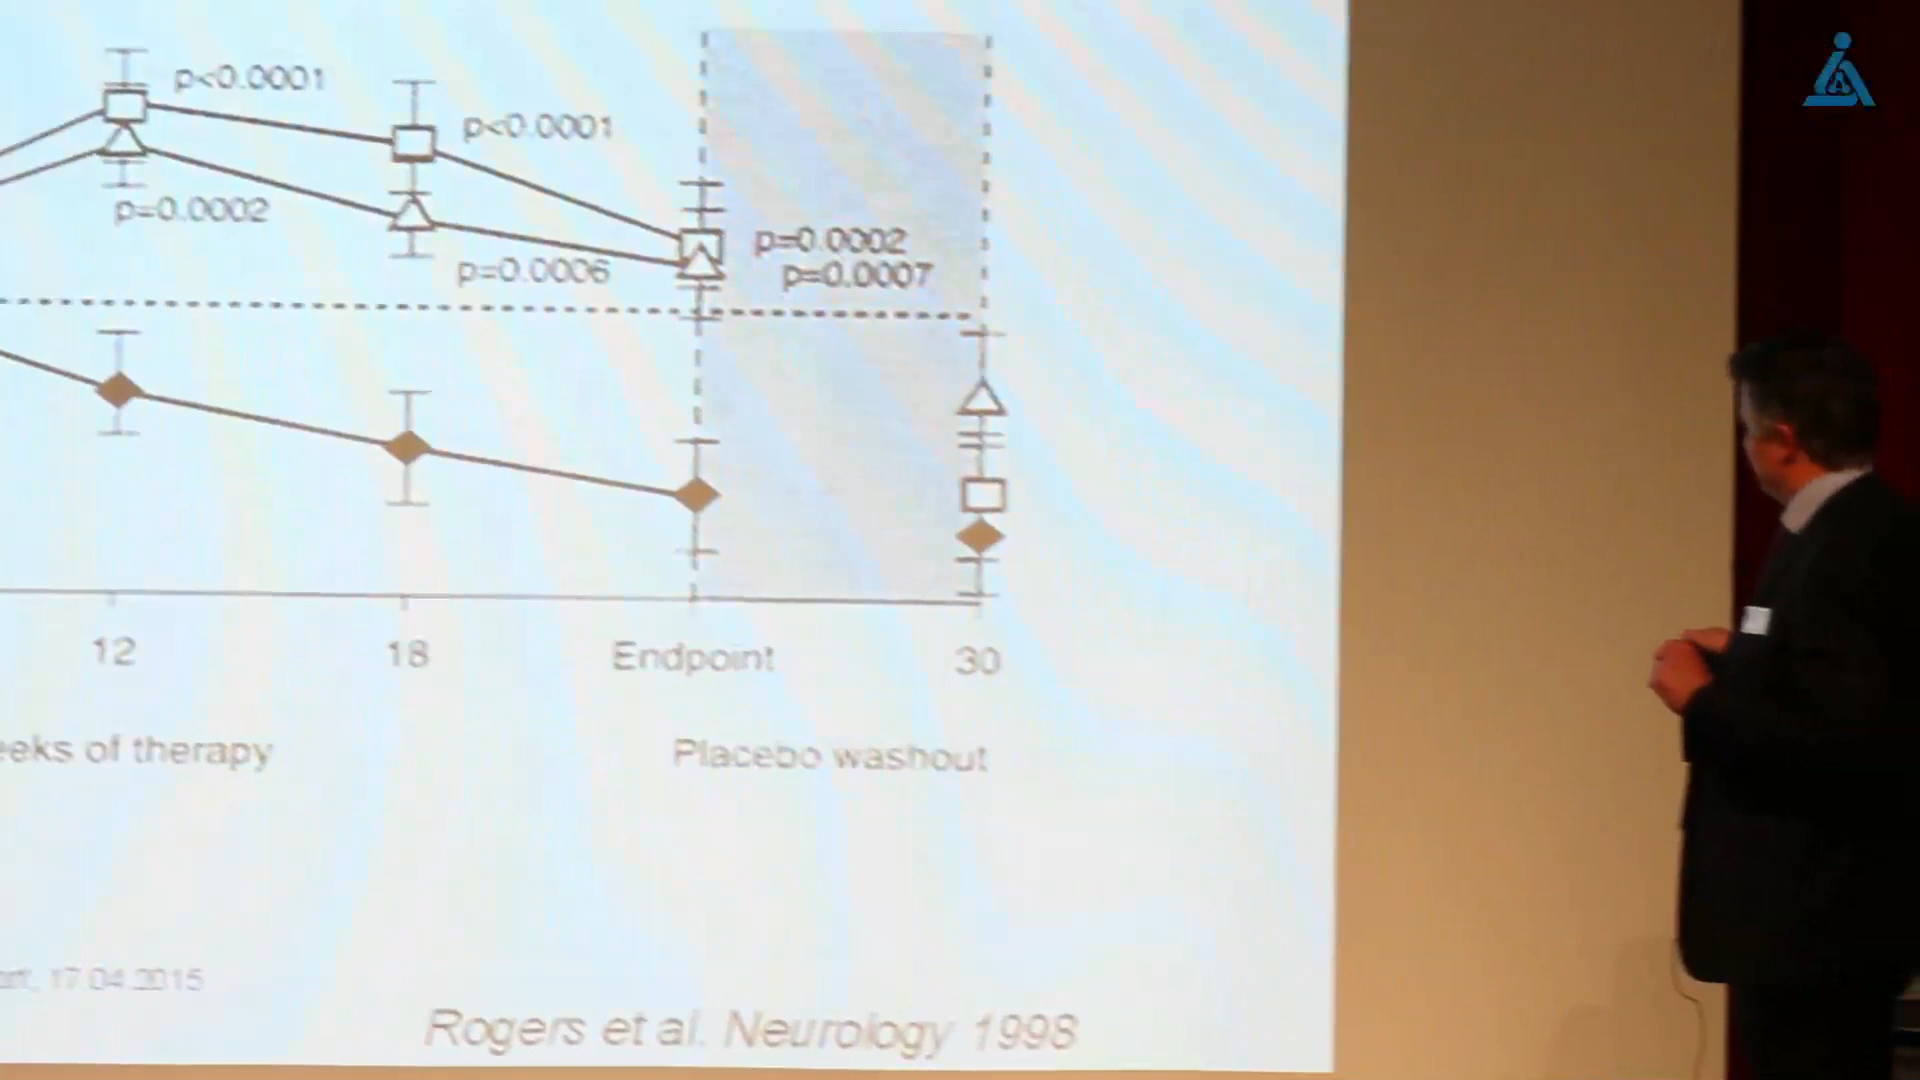 p<0.0001
p<0.0001
p=0.0002
p=0.0002
p=0.0006
p=0.0007
12
18
Endpoint
30
of therapy
Placebo washout
17.04.2015
Rogers et al. Neurology 1998